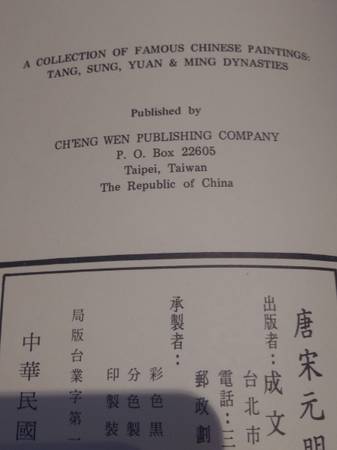 A COLLECTION OF FAMOUS CHINESE PAINTINGS:
TANG, SUNG, YUAN & MING DYNASTIES
Published by
CH'ENG WEN PUBLISHING COMPANY
P. O. Box 22605
Taipei, Taiwan
The Republic of China
唐宋元明
出版者：成文
台北市
電話：三
郵政劃
承製者：
彩色黑
分色製
印製裝
局版台業字第一
中華民國